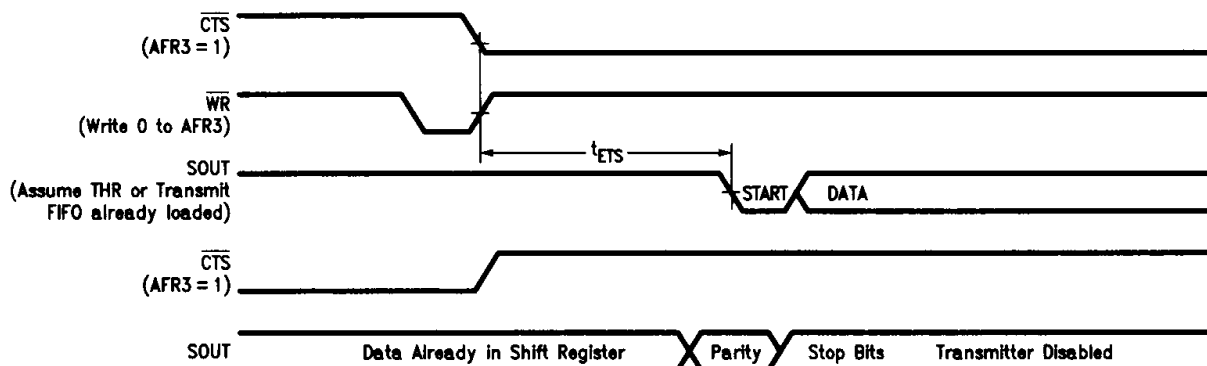 CTS
(AFR3 = 1)
WR
(Write 0 to AFR3)
tETS
SOUT
(Assume THR or Transmit
FIFO already loaded)
START DATA
CTS
(AFR3 = 1)
SOUT
Data Already in Shift Register Parity Stop Bits Transmitter Disabled